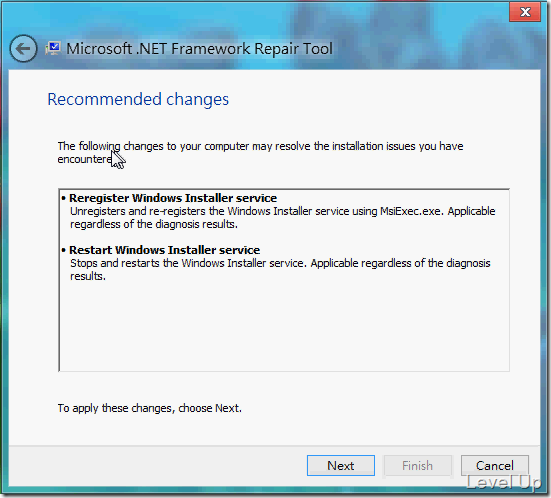 Microsoft .NET Framework Repair Tool
Recommended changes
The following changes to your computer may resolve the installation issues you have
encountere
• Reregister Windows Installer service
Unregisters and re-registers the Windows Installer service using MsiExec.exe. Applicable
regardless of the diagnosis results.
• Restart Windows Installer service
Stops and restarts the Windows Installer service. Applicable regardless of the diagnosis
results.
To apply these changes, choose Next.
Next
Finish
Cancel
Level Up